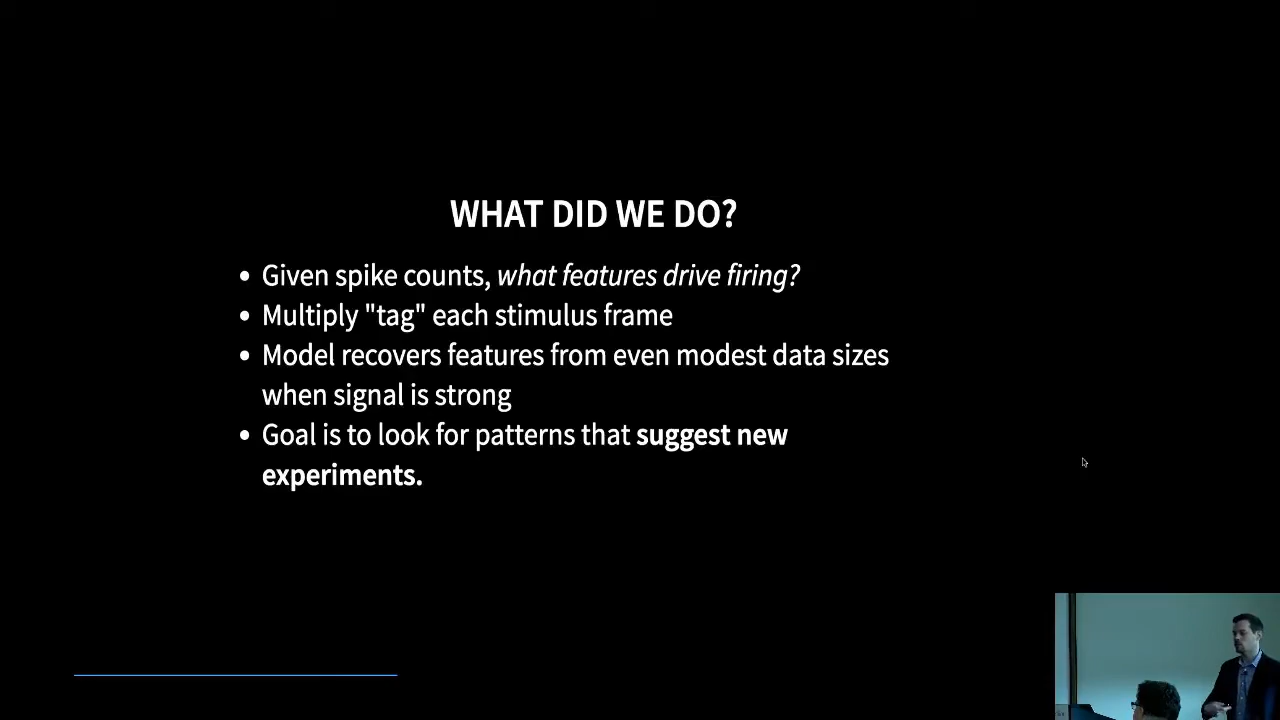 WHAT DID WE DO?
• Given spike counts, what features drive firing?
• Multiply "tag" each stimulus frame
• Model recovers features from even modest data sizes
when signal is strong
• Goal is to look for patterns that suggest new
experiments.